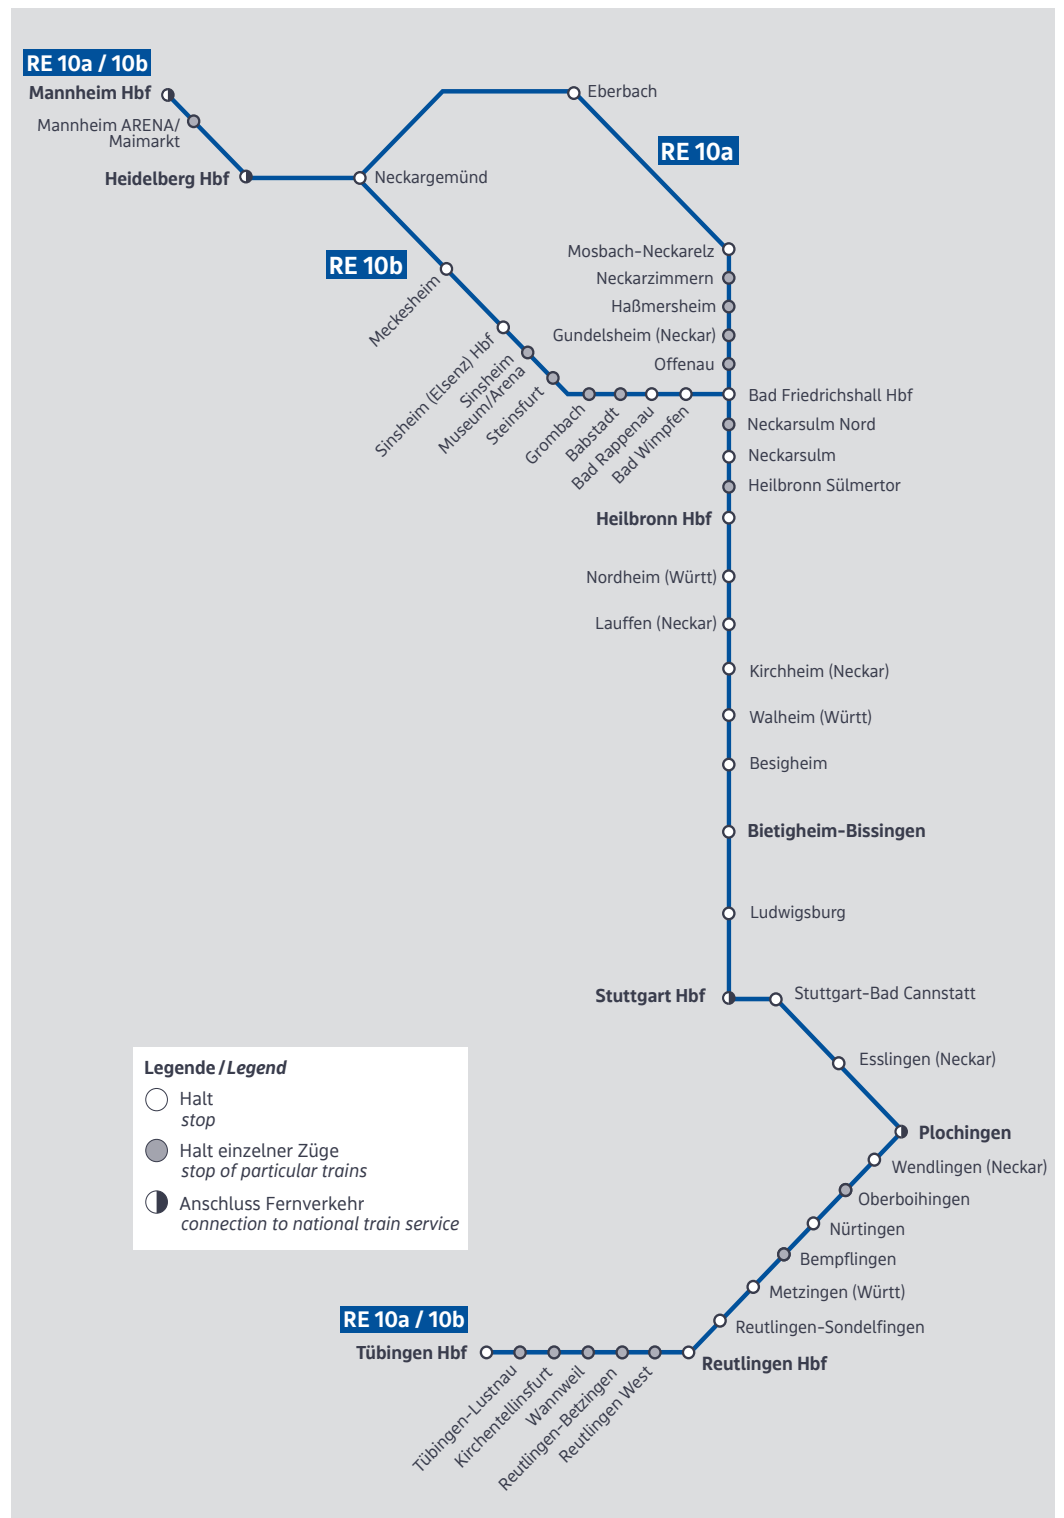 RE 10a / 10b
Mannheim Hbf
Mannheim ARENA/
Maimarkt
Heidelberg Hbf
Neckargemünd
Eberbach
RE 10a
RE 10b
Mosbach-Neckarelz
Neckarzimmern
Haßmersheim
Gundelsheim (Neckar)
Offenau
Meckesheim
Sinsheim (Elsenz) Hbf
Sinsheim
Museum/Arena
Steinsfurt
Grombach
Babstadt
Bad Rappenau
Bad Wimpfen
Bad Friedrichshall Hbf
Neckarsulm Nord
Neckarsulm
Heilbronn Sülmertor
Heilbronn Hbf
Nordheim (Württ)
Lauffen (Neckar)
Kirchheim (Neckar)
Walheim (Württ)
Besigheim
Bietigheim-Bissingen
Ludwigsburg
Stuttgart Hbf
Stuttgart-Bad Cannstatt
Esslingen (Neckar)
Plochingen
Wendlingen (Neckar)
Oberboihingen
Nürtingen
Bempflingen
Metzingen (Württ)
Reutlingen-Sondelfingen
Reutlingen Hbf
Reutlingen West
Reutlingen-Betzingen
Wannweil
Kirchentellinsfurt
Tübingen-Lustnau
RE 10a / 10b
Tübingen Hbf
Legende / Legend
Halt
stop
Halt einzelner Züge
stop of particular trains
Anschluss Fernverkehr
connection to national train service